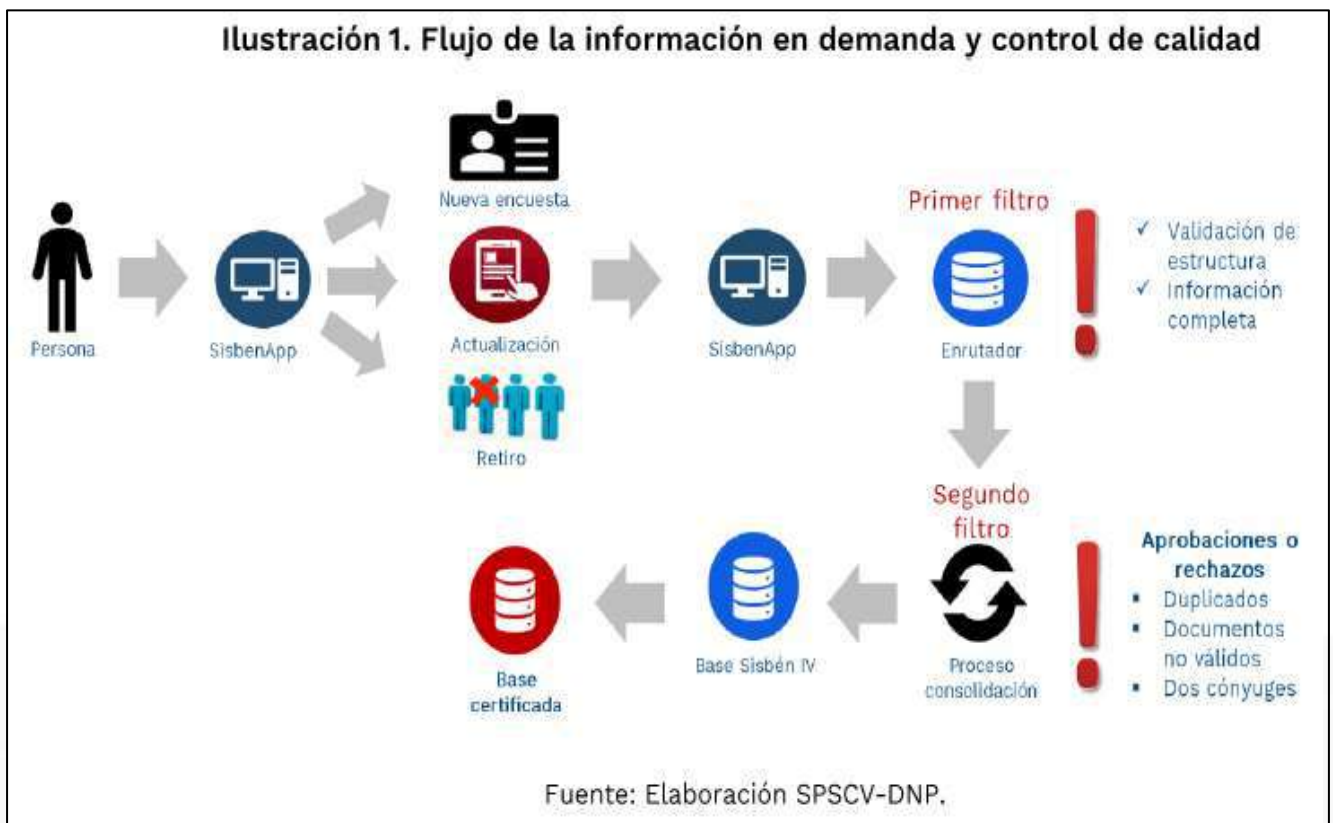 Ilustración 1. Flujo de la información en demanda y control de calidad
Persona
SisbenApp
Nueva encuesta
Actualización
Retiro
SisbenApp
Primer filtro
Enrutador
✓ Validación de
estructura
✓ Información
completa
Segundo
filtro
Proceso
consolidación
Aprobaciones o
rechazos
▪ Duplicados
▪ Documentos
no válidos
▪ Dos cónyuges
Base Sisbén IV
Base
certificada
Fuente: Elaboración SPSCV-DNP.